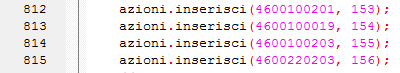 812 azioni.inserisci(4600100201, 153);
813 azioni.inserisci(4600100019, 154);
814 azioni.inserisci(4600100203, 155);
815 azioni.inserisci(4600220203, 156);